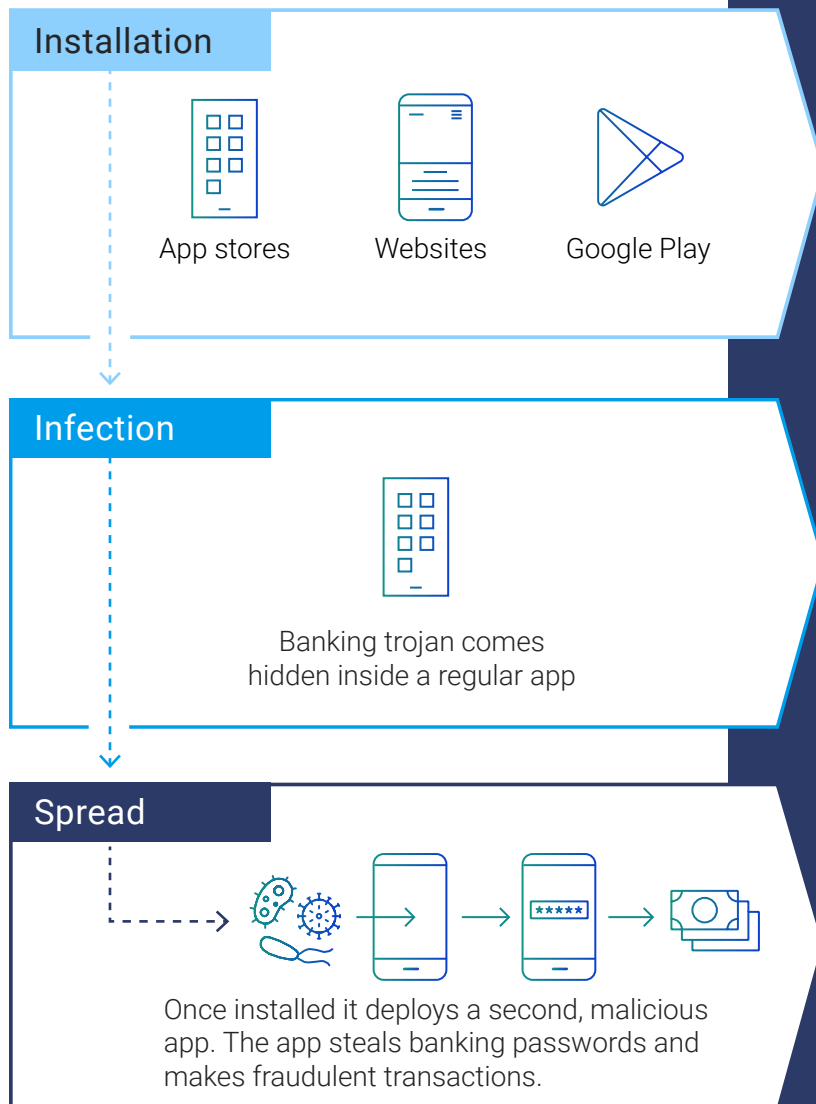 Installation
App stores
Websites
Google Play
Infection
Banking trojan comes
hidden inside a regular app
Spread
*****
Once installed it deploys a second, malicious
app. The app steals banking passwords and
makes fraudulent transactions.